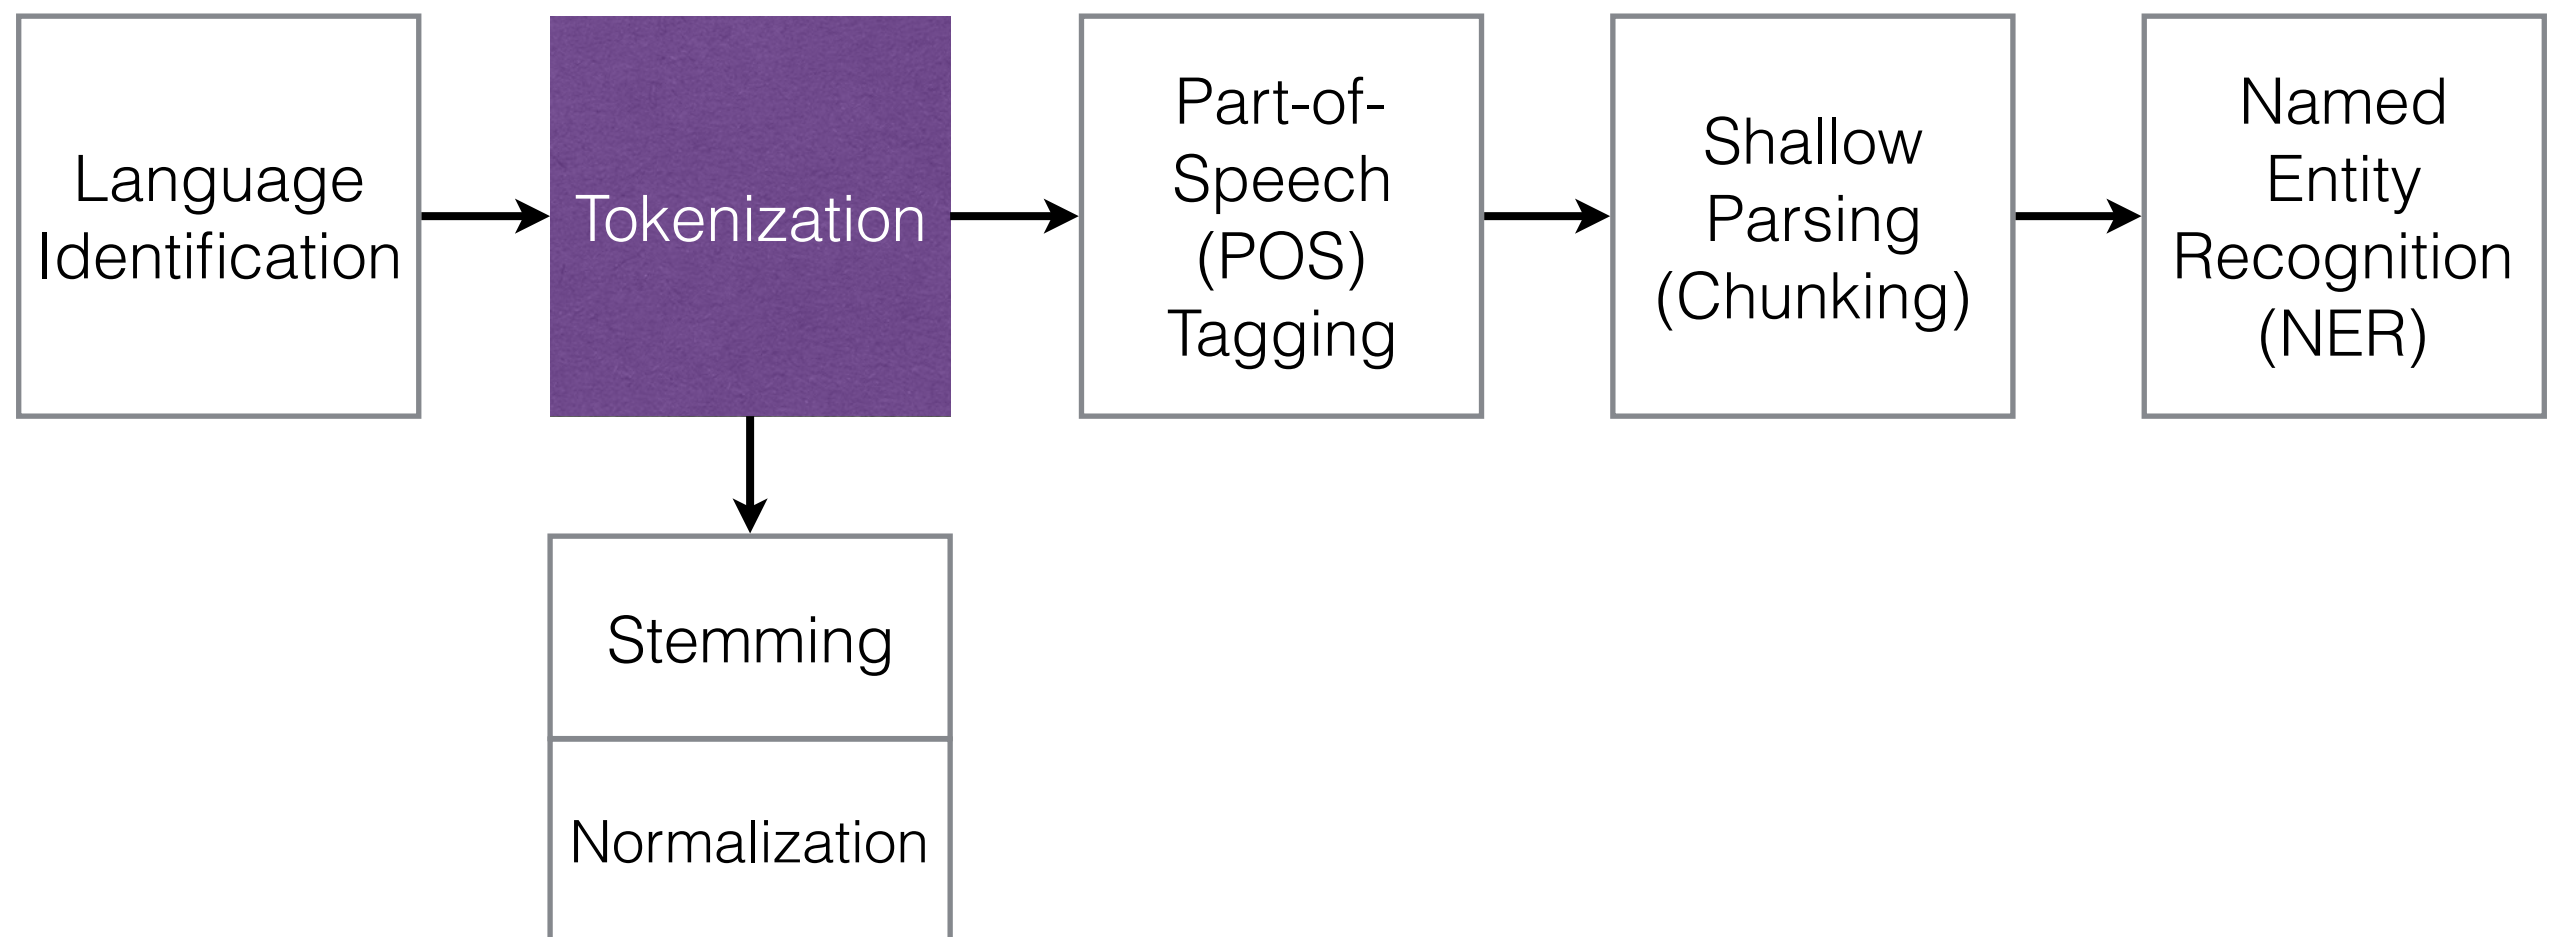 Language
Identification
Tokenization
Part-of-
Speech
(POS)
Tagging
Shallow
Parsing
(Chunking)
Named
Entity
Recognition
(NER)
Stemming
Normalization